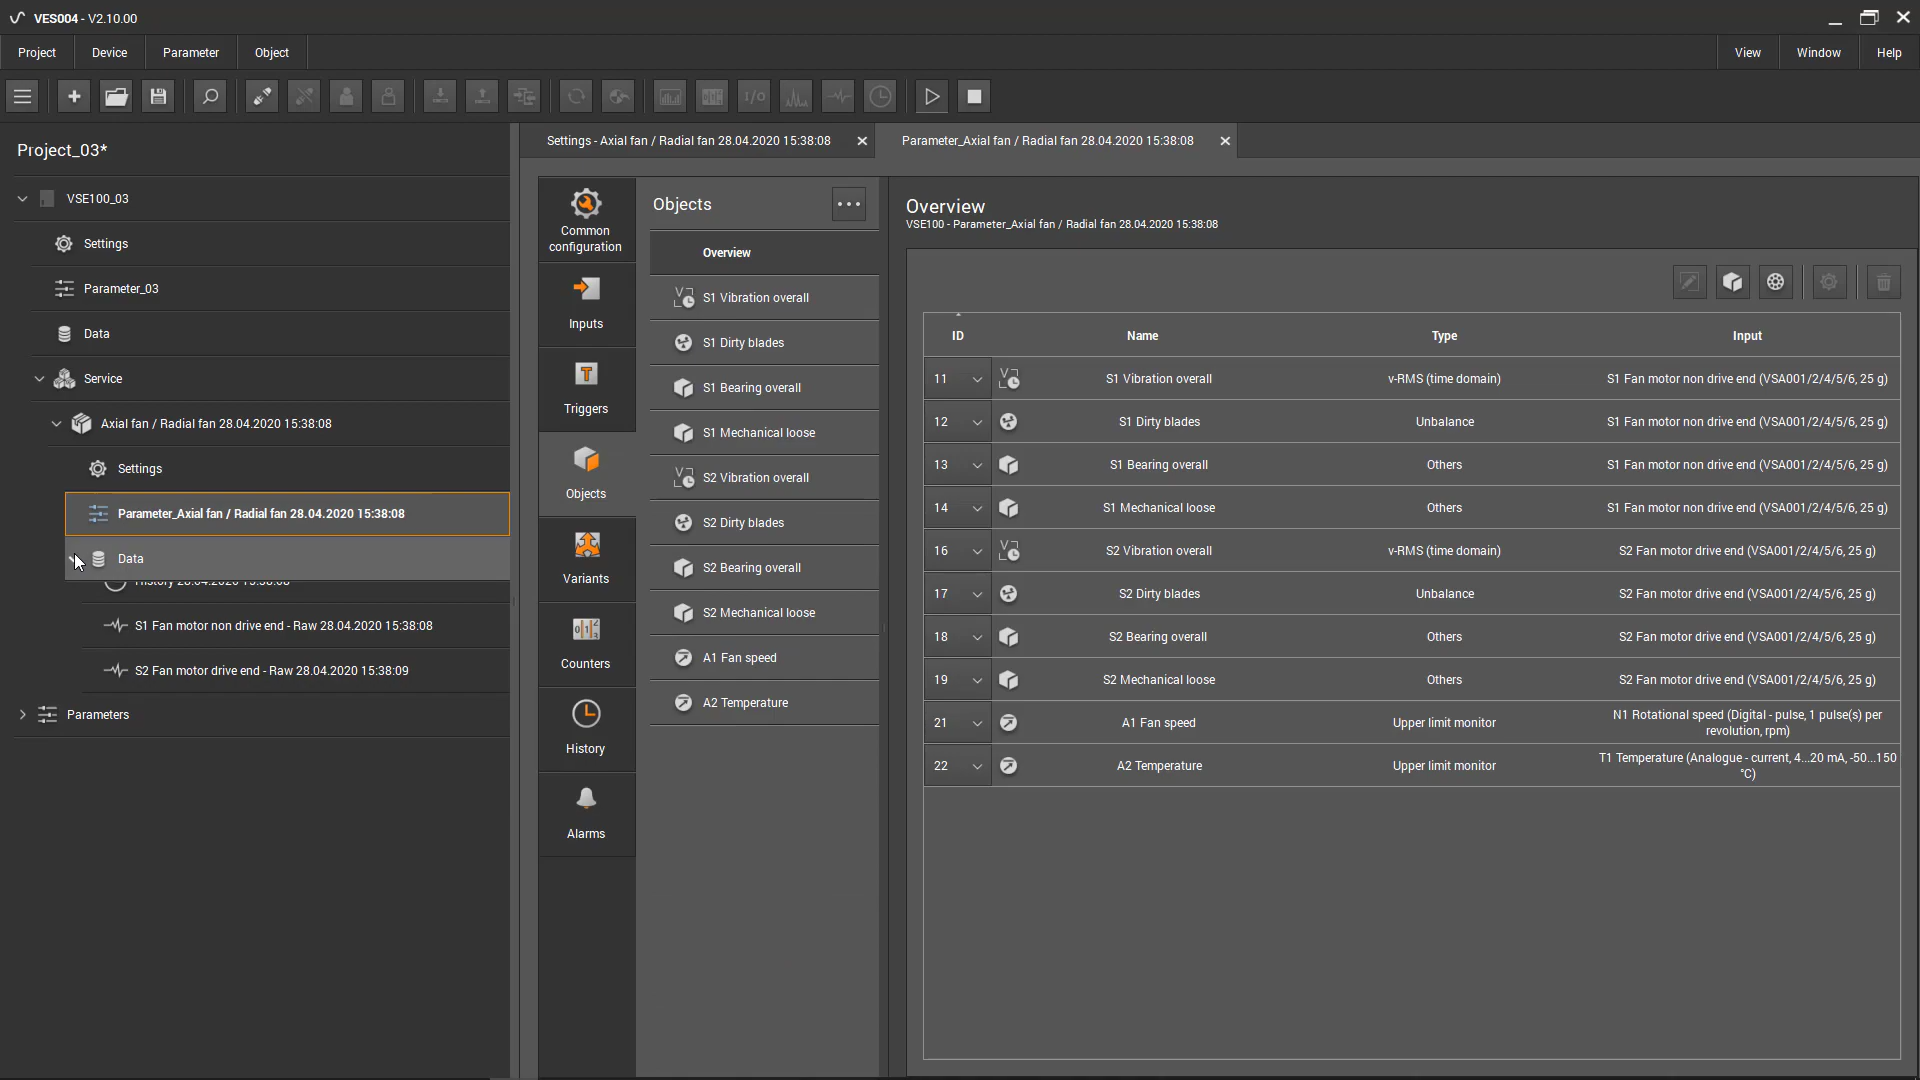 VES004 - V2.10.00
Project
Device
Parameter
Object
View
Window
Help
I/O
Project_03*
VSE100_03
Settings
Parameter_03
Data
Service
Axial fan / Radial fan 28.04.2020 15:38:08
Settings
Parameter_Axial fan / Radial fan 28.04.2020 15:38:08
Data
History 28.04.2020 15:38:08
S1 Fan motor non drive end - Raw 28.04.2020 15:38:08
S2 Fan motor drive end - Raw 28.04.2020 15:38:09
Parameters
Settings - Axial fan / Radial fan 28.04.2020 15:38:08
Parameter_Axial fan / Radial fan 28.04.2020 15:38:08
Common
configuration
Inputs
T
Triggers
Objects
Variants
Counters
History
Alarms
Objects
Overview
S1 Vibration overall
S1 Dirty blades
S1 Bearing overall
S1 Mechanical loose
S2 Vibration overall
S2 Dirty blades
S2 Bearing overall
S2 Mechanical loose
A1 Fan speed
A2 Temperature
Overview
VSE100 - Parameter_Axial fan / Radial fan 28.04.2020 15:38:08
ID Name Type Input
11 S1 Vibration overall v-RMS (time domain) S1 Fan motor non drive end (VSA001/2/4/5/6, 25 g)
12 S1 Dirty blades Unbalance S1 Fan motor non drive end (VSA001/2/4/5/6, 25 g)
13 S1 Bearing overall Others S1 Fan motor non drive end (VSA001/2/4/5/6, 25 g)
14 S1 Mechanical loose Others S1 Fan motor non drive end (VSA001/2/4/5/6, 25 g)
16 S2 Vibration overall v-RMS (time domain) S2 Fan motor drive end (VSA001/2/4/5/6, 25 g)
17 S2 Dirty blades Unbalance S2 Fan motor drive end (VSA001/2/4/5/6, 25 g)
18 S2 Bearing overall Others S2 Fan motor drive end (VSA001/2/4/5/6, 25 g)
19 S2 Mechanical loose Others S2 Fan motor drive end (VSA001/2/4/5/6, 25 g)
21 A1 Fan speed Upper limit monitor N1 Rotational speed (Digital - pulse, 1 pulse(s) per
revolution, rpm)
22 A2 Temperature Upper limit monitor T1 Temperature (Analogue - current, 4...20 mA, -50...150
°C)